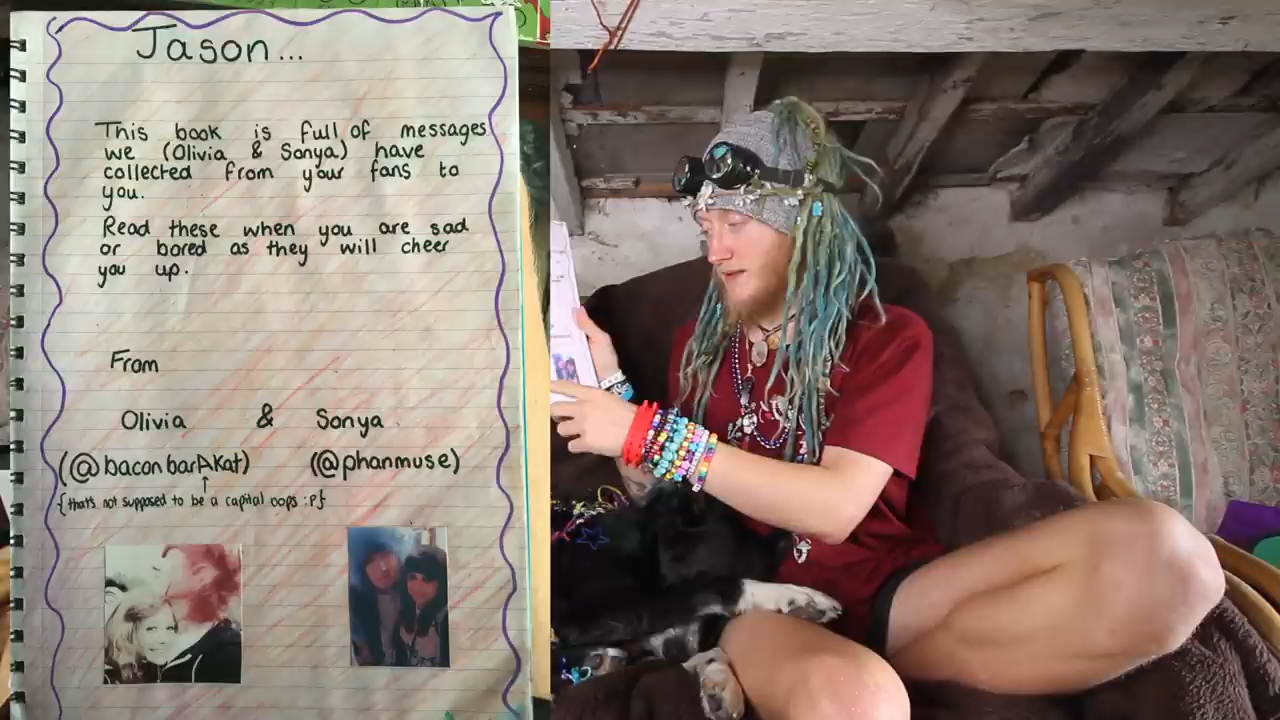 Jason...
This book is full of messages
we (Olivia & Sonya) have
collected from your fans to
you.
Read these when you are sad
or bored as they will cheer
you up.
From
Olivia & Sonya
(@baconbarAKat) (@phanmuse)
{thats not supposed to be a capital oops :P}